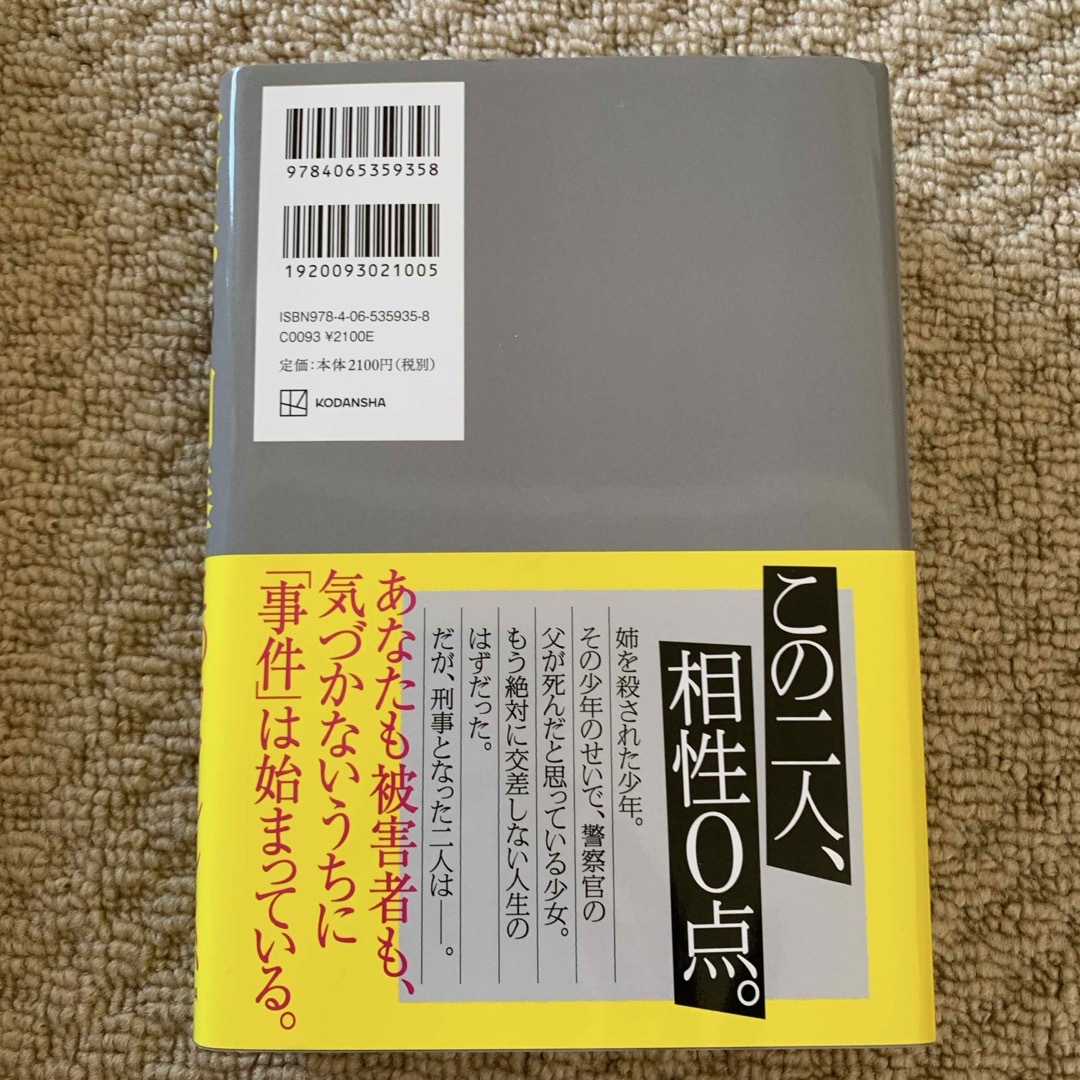 9784065359358
1920093021005
ISBN978-4-06-535935-8
C0093 ¥2100E
定価：本体2100円（税別）
KODANSHA
この二人、
相性0点。
姉を殺された少年。
その少年のせいで、警察官の
父が死んだと思っている少女。
もう絶対に交差しない人生の
はずだった。
だが、刑事となった二人は──。
あなたも被害者も、
気づかないうちに
「事件」は始まっている。